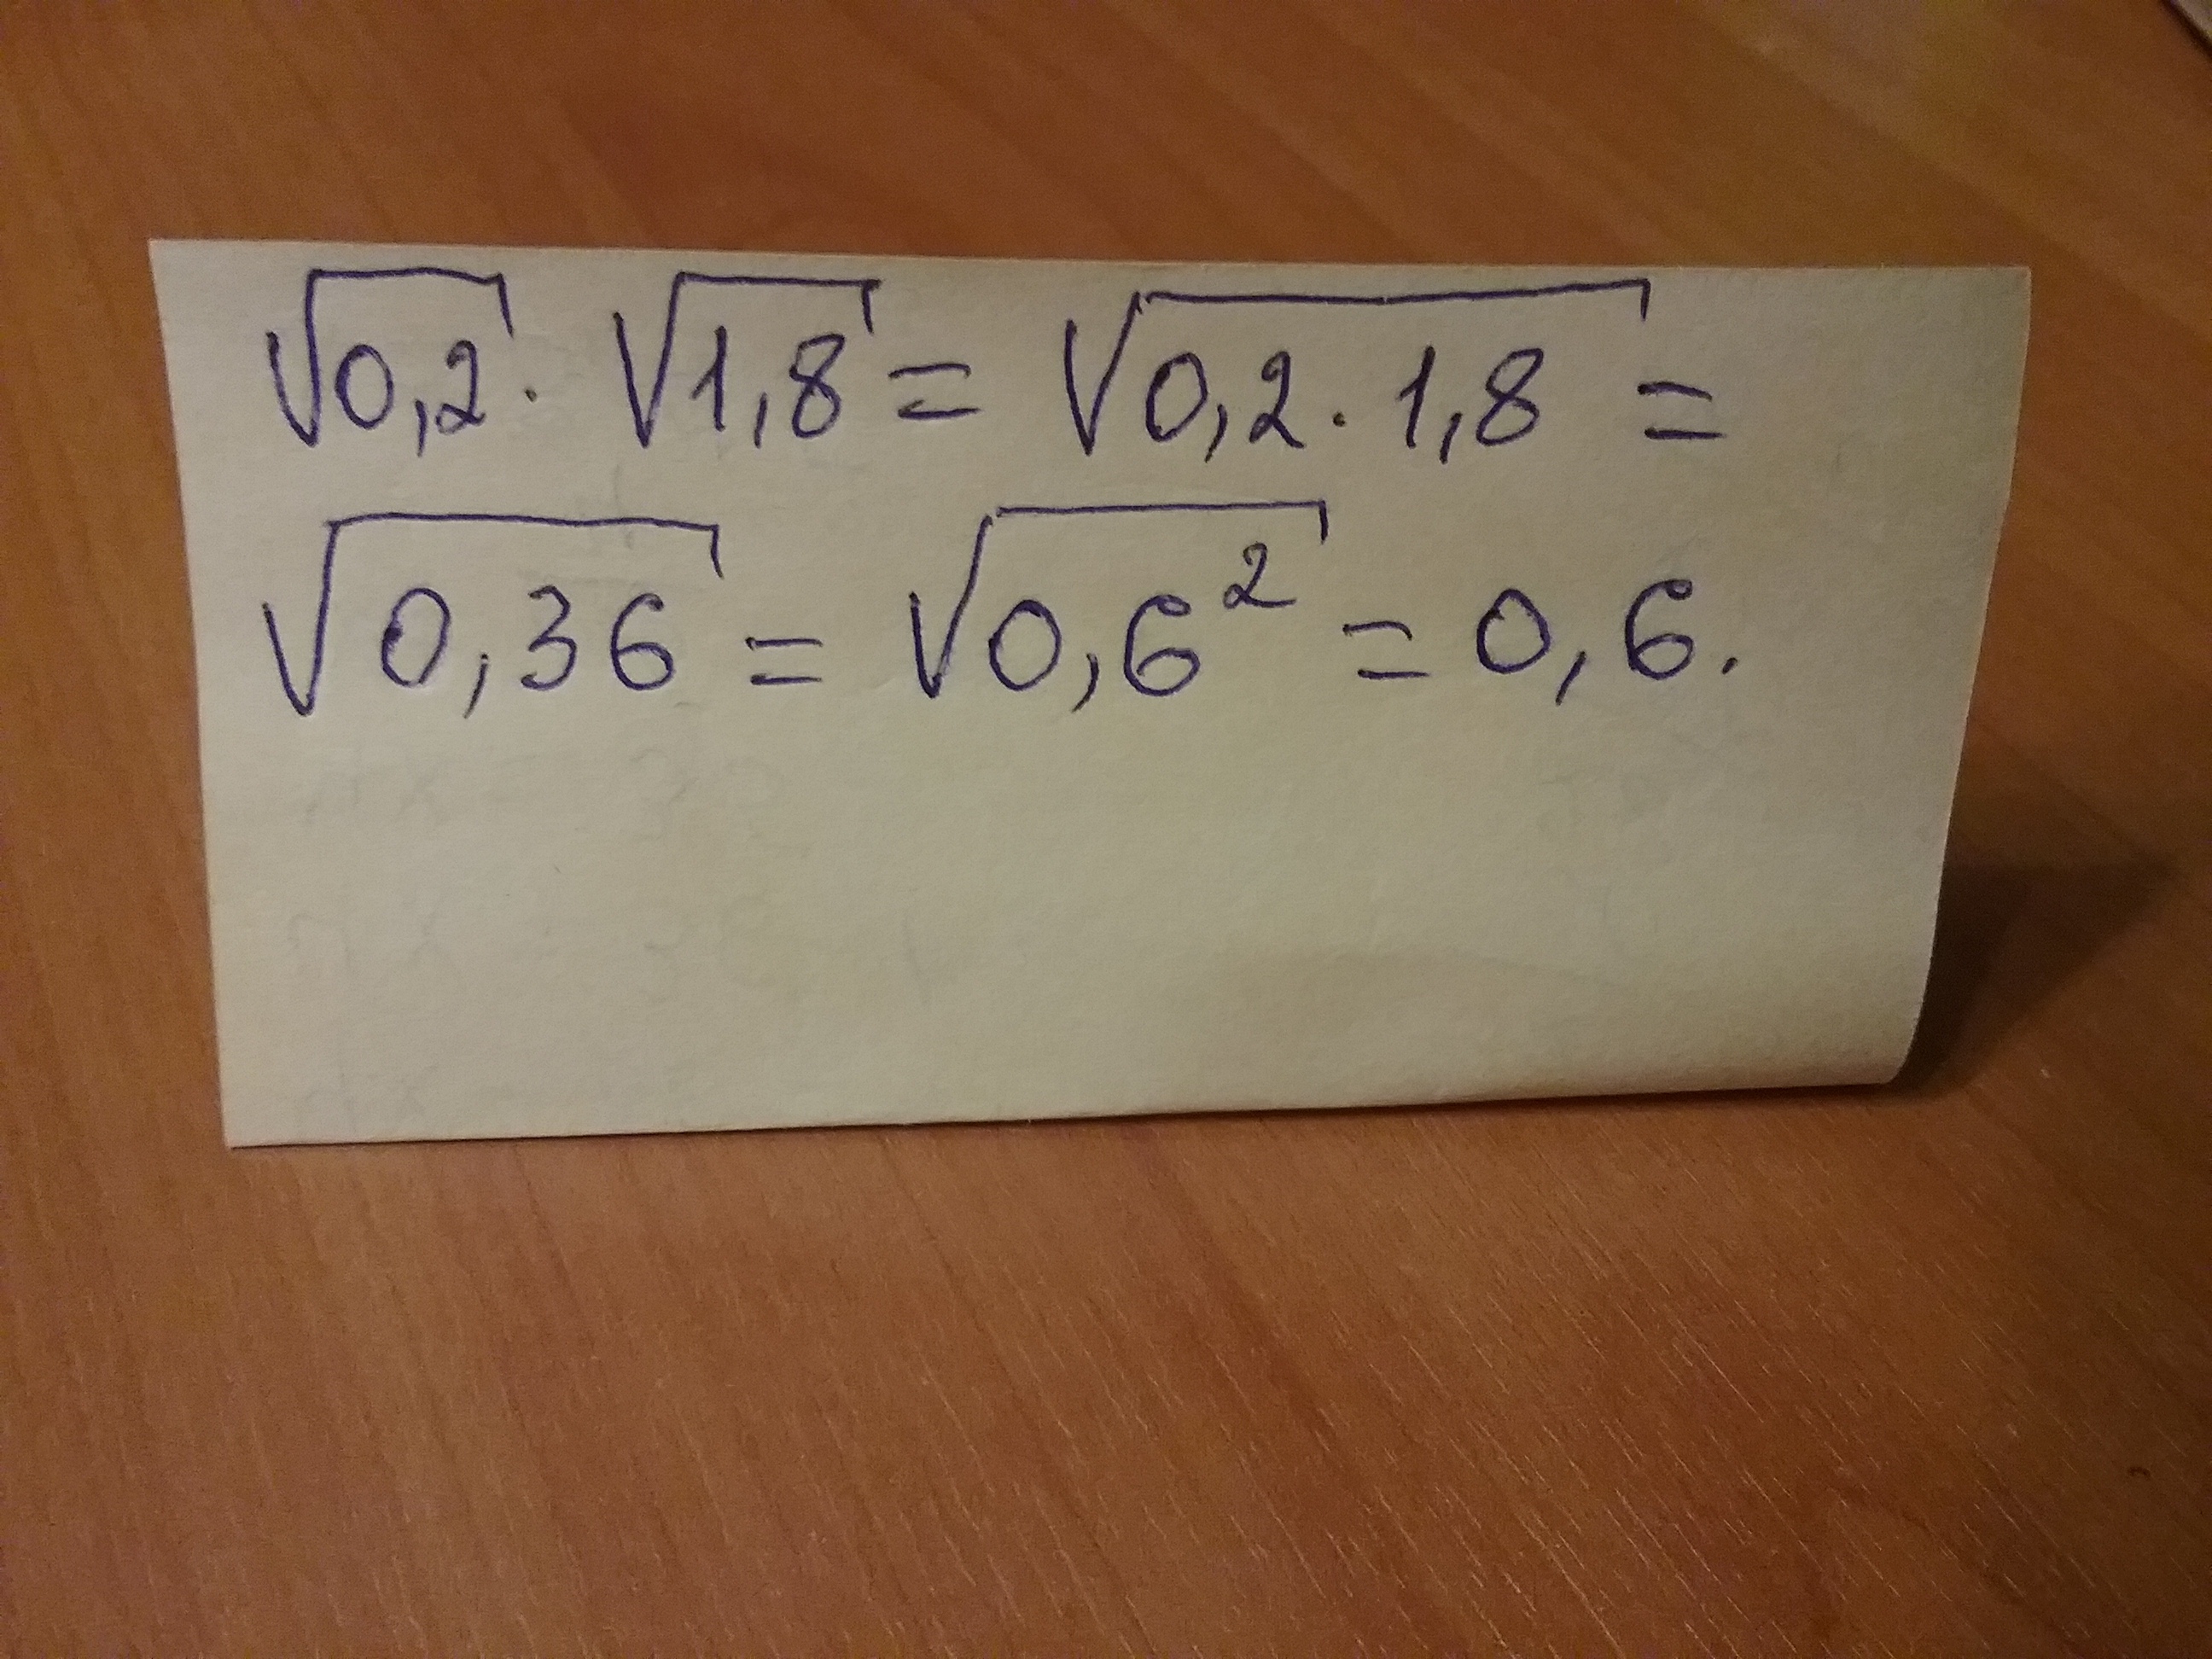 √0,2 · √1,8 = √0,2 · 1,8 =
√0,36 = √0,6² = 0,6.